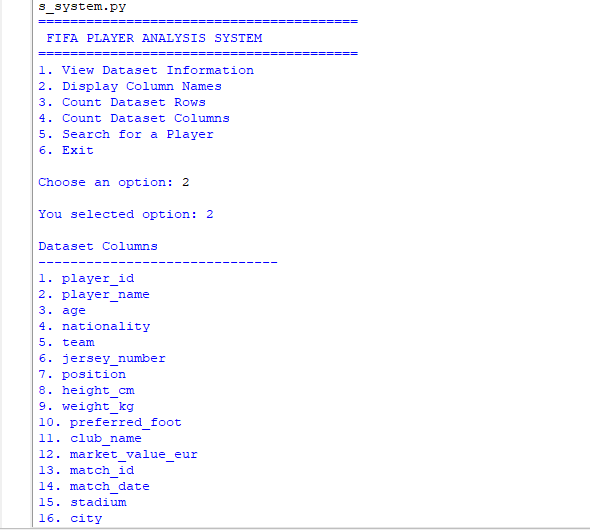 s_system.py
========================================
FIFA PLAYER ANALYSIS SYSTEM
========================================
1. View Dataset Information
2. Display Column Names
3. Count Dataset Rows
4. Count Dataset Columns
5. Search for a Player
6. Exit
Choose an option: 2
You selected option: 2
Dataset Columns
------------------------------
1. player_id
2. player_name
3. age
4. nationality
5. team
6. jersey_number
7. position
8. height_cm
9. weight_kg
10. preferred_foot
11. club_name
12. market_value_eur
13. match_id
14. match_date
15. stadium
16. city